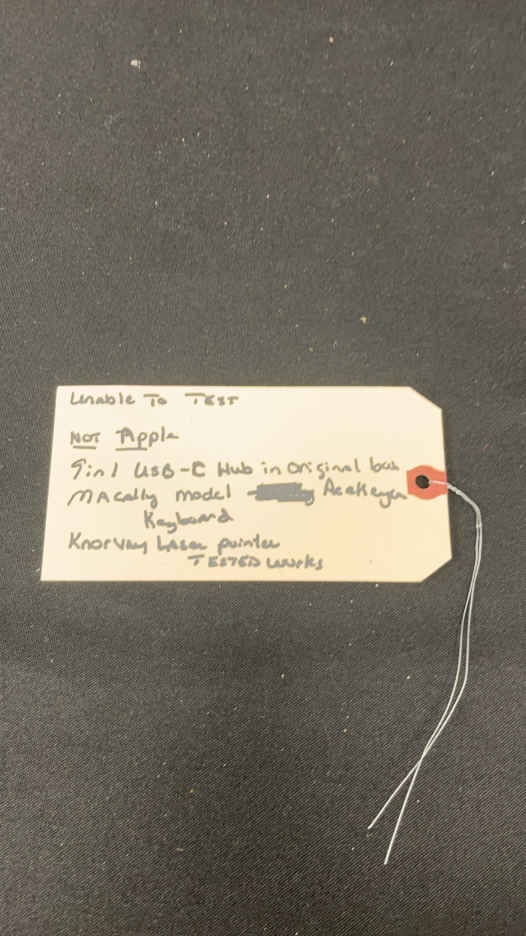 Unable To TEST
NOT Apple
9 in 1 USB-C Hub in original box
MAcally model AceKeyA
Keyboard
Knorvay Laser pointer
TESTED works